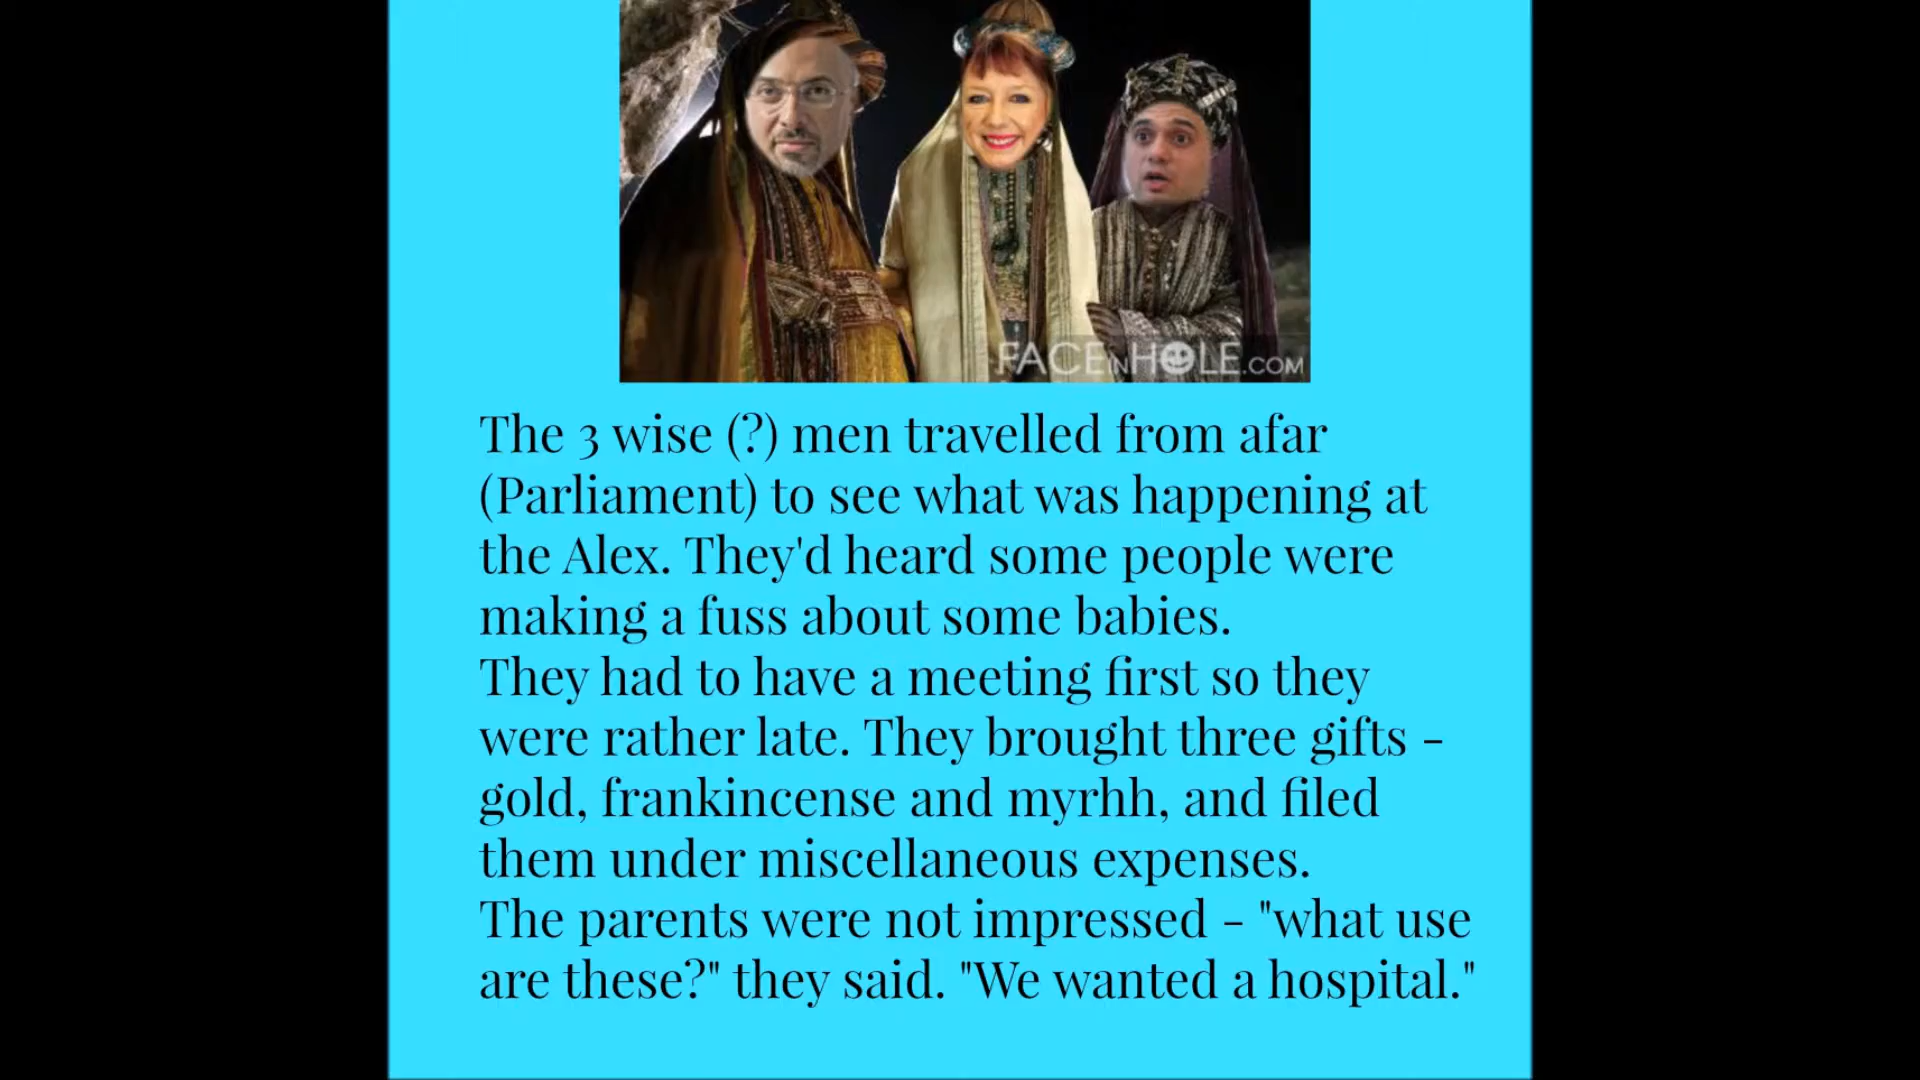 FACEINHOLE.COM
The 3 wise (?) men travelled from afar
(Parliament) to see what was happening at
the Alex. They'd heard some people were
making a fuss about some babies.
They had to have a meeting first so they
were rather late. They brought three gifts -
gold, frankincense and myrhh, and filed
them under miscellaneous expenses.
The parents were not impressed - "what use
are these?" they said. "We wanted a hospital."